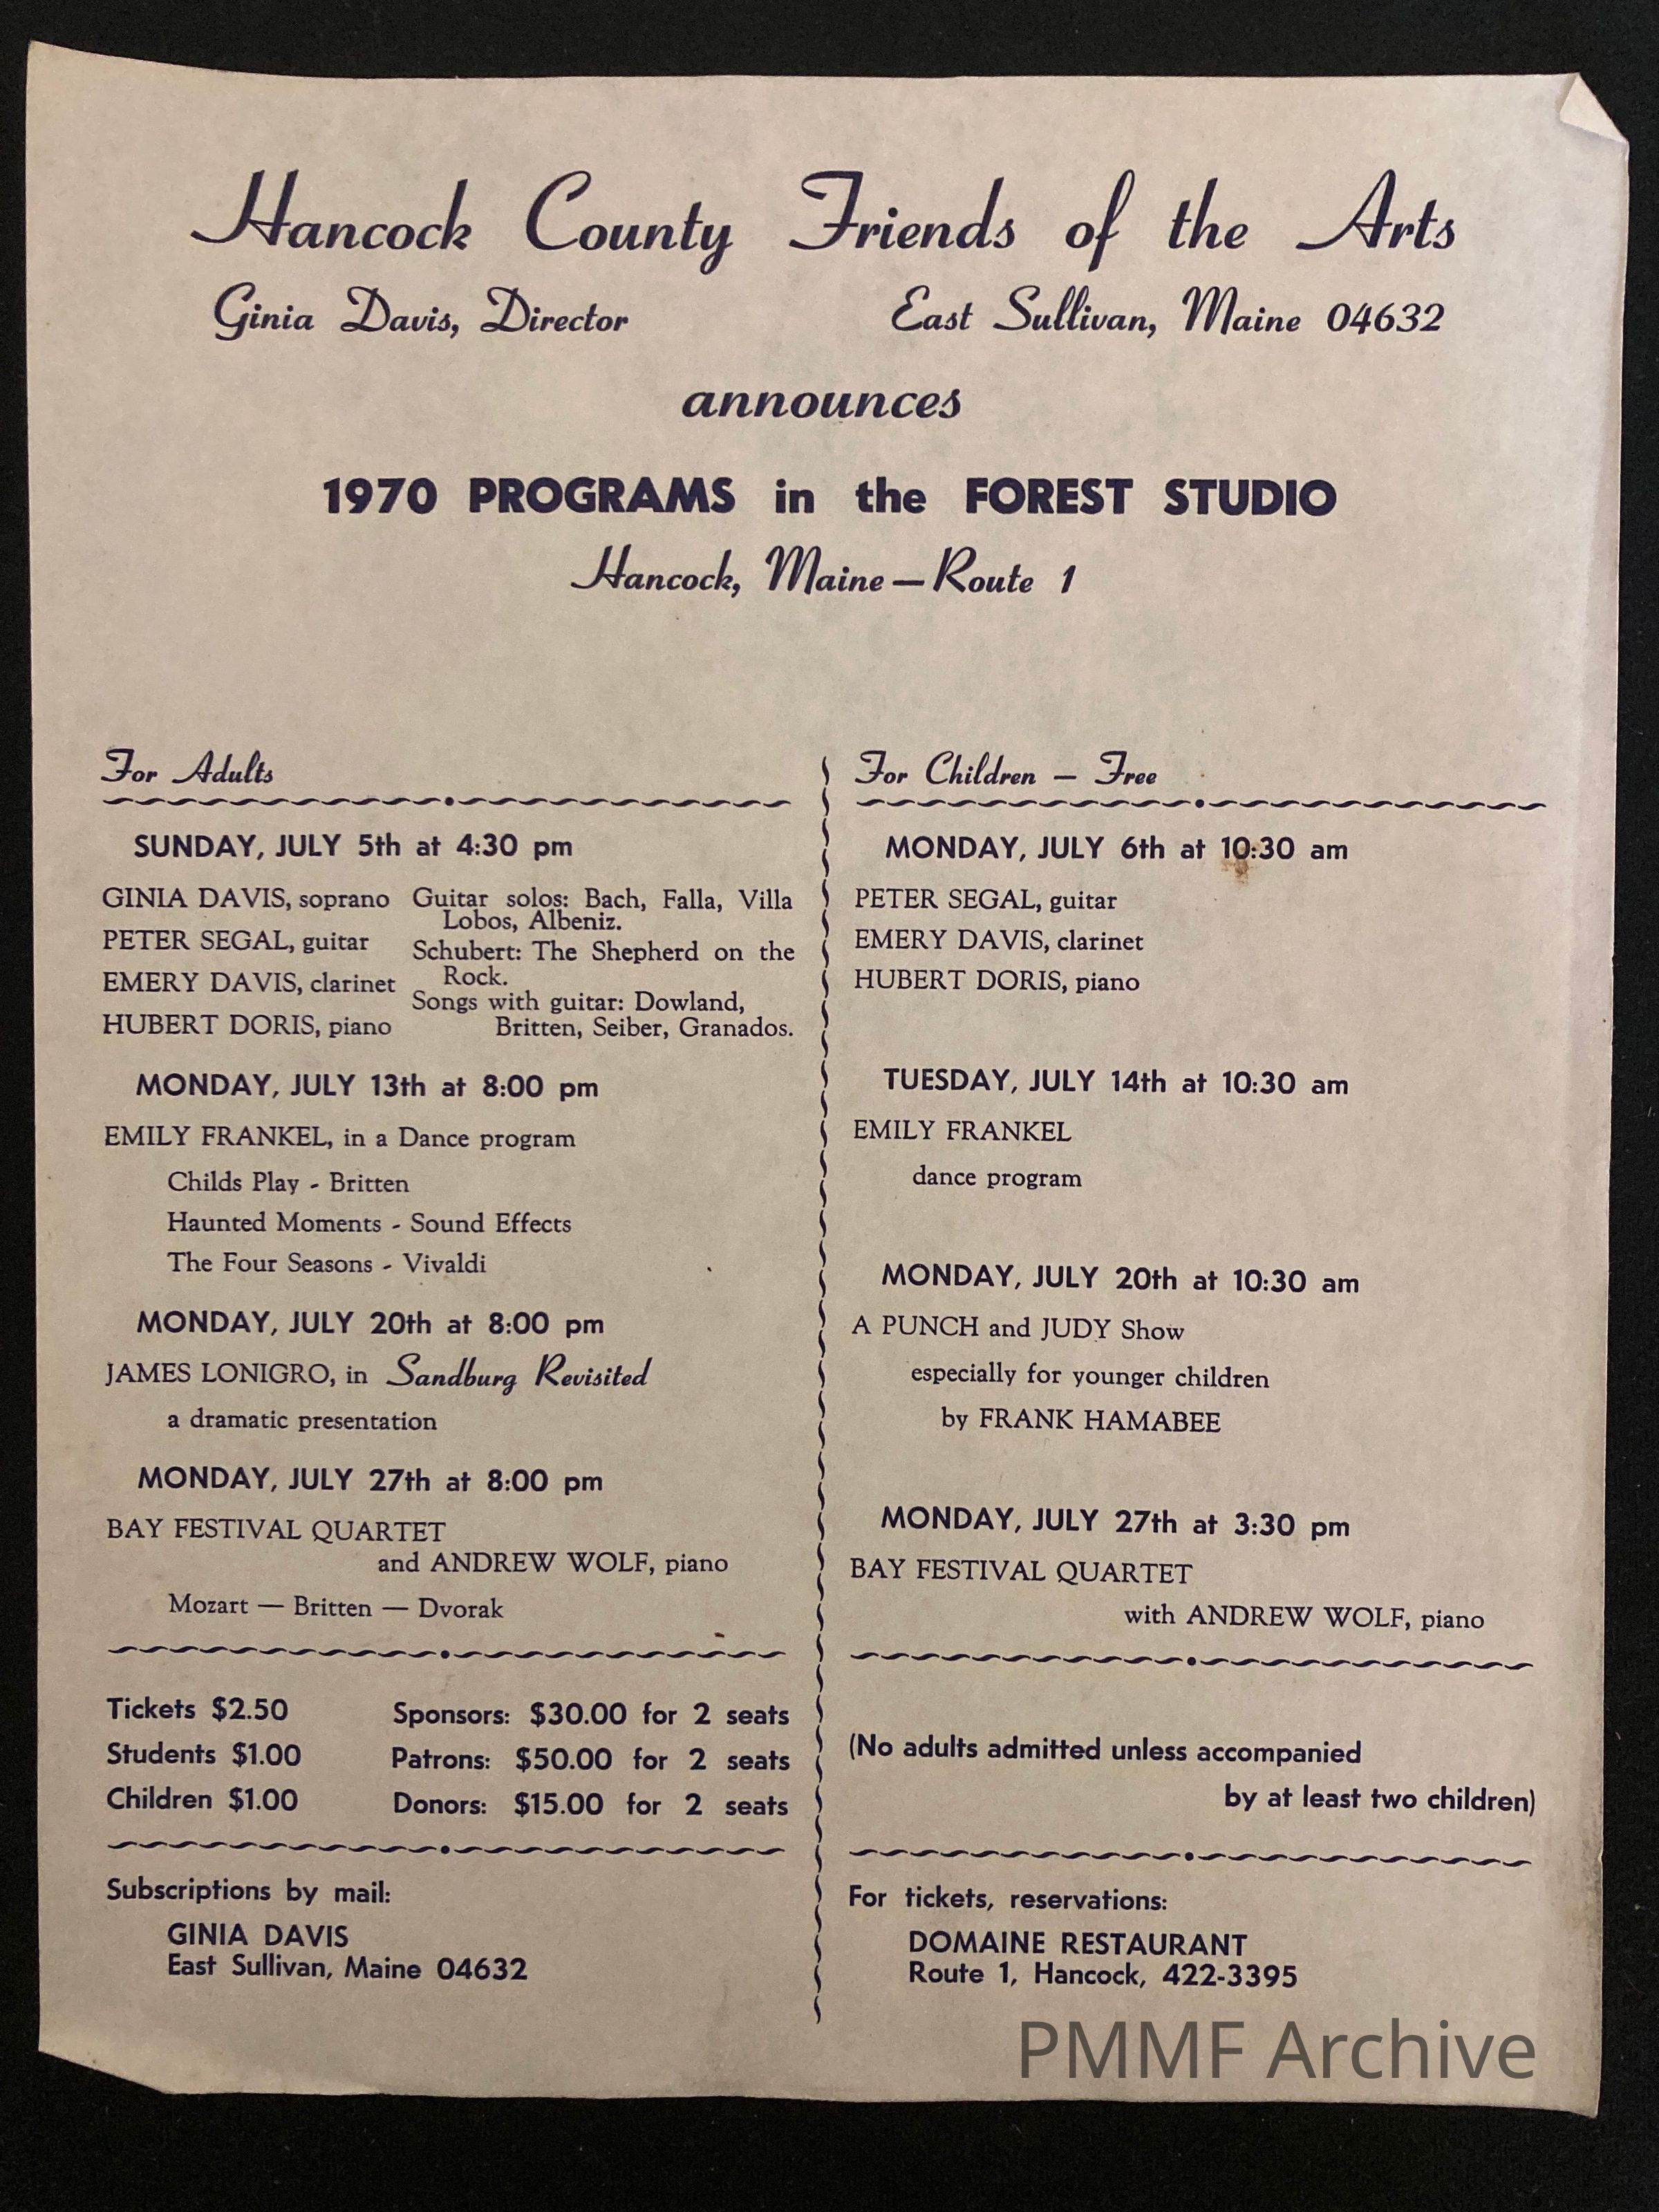 Hancock County Friends of the Arts
Ginia Davis, Director East Sullivan, Maine 04632
announces
1970 PROGRAMS in the FOREST STUDIO
Hancock, Maine — Route 1
For Adults
SUNDAY, JULY 5th at 4:30 pm
GINIA DAVIS, soprano
PETER SEGAL, guitar
EMERY DAVIS, clarinet
HUBERT DORIS, piano
Guitar solos: Bach, Falla, Villa
Lobos, Albeniz.
Schubert: The Shepherd on the
Rock.
Songs with guitar: Dowland,
Britten, Seiber, Granados.
MONDAY, JULY 13th at 8:00 pm
EMILY FRANKEL, in a Dance program
Childs Play - Britten
Haunted Moments - Sound Effects
The Four Seasons - Vivaldi
MONDAY, JULY 20th at 8:00 pm
JAMES LONIGRO, in Sandburg Revisited
a dramatic presentation
MONDAY, JULY 27th at 8:00 pm
BAY FESTIVAL QUARTET
and ANDREW WOLF, piano
Mozart — Britten — Dvorak
Tickets $2.50
Students $1.00
Children $1.00
Sponsors: $30.00 for 2 seats
Patrons: $50.00 for 2 seats
Donors: $15.00 for 2 seats
Subscriptions by mail:
GINIA DAVIS
East Sullivan, Maine 04632
For Children — Free
MONDAY, JULY 6th at 10:30 am
PETER SEGAL, guitar
EMERY DAVIS, clarinet
HUBERT DORIS, piano
TUESDAY, JULY 14th at 10:30 am
EMILY FRANKEL
dance program
MONDAY, JULY 20th at 10:30 am
A PUNCH and JUDY Show
especially for younger children
by FRANK HAMABEE
MONDAY, JULY 27th at 3:30 pm
BAY FESTIVAL QUARTET
with ANDREW WOLF, piano
(No adults admitted unless accompanied
by at least two children)
For tickets, reservations:
DOMAINE RESTAURANT
Route 1, Hancock, 422-3395
PMMF Archive